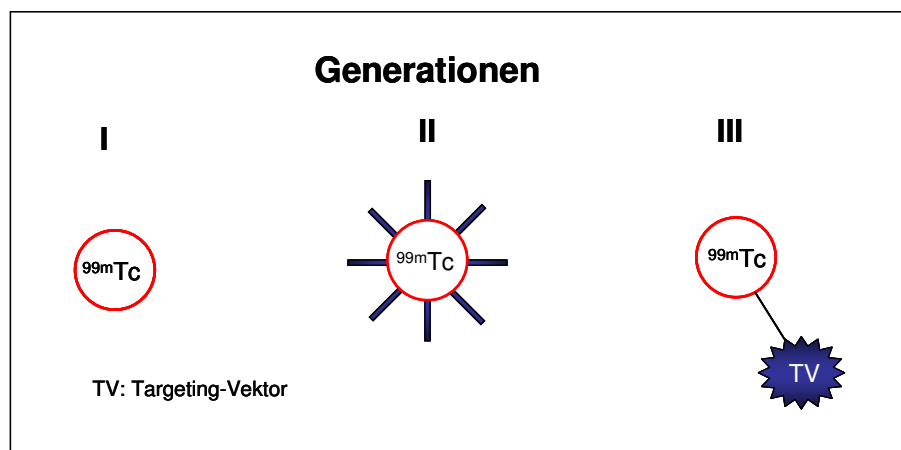 Generationen
I II III
⁹⁹ᵐTc ⁹⁹ᵐTc ⁹⁹ᵐTc
TV
TV: Targeting-Vektor